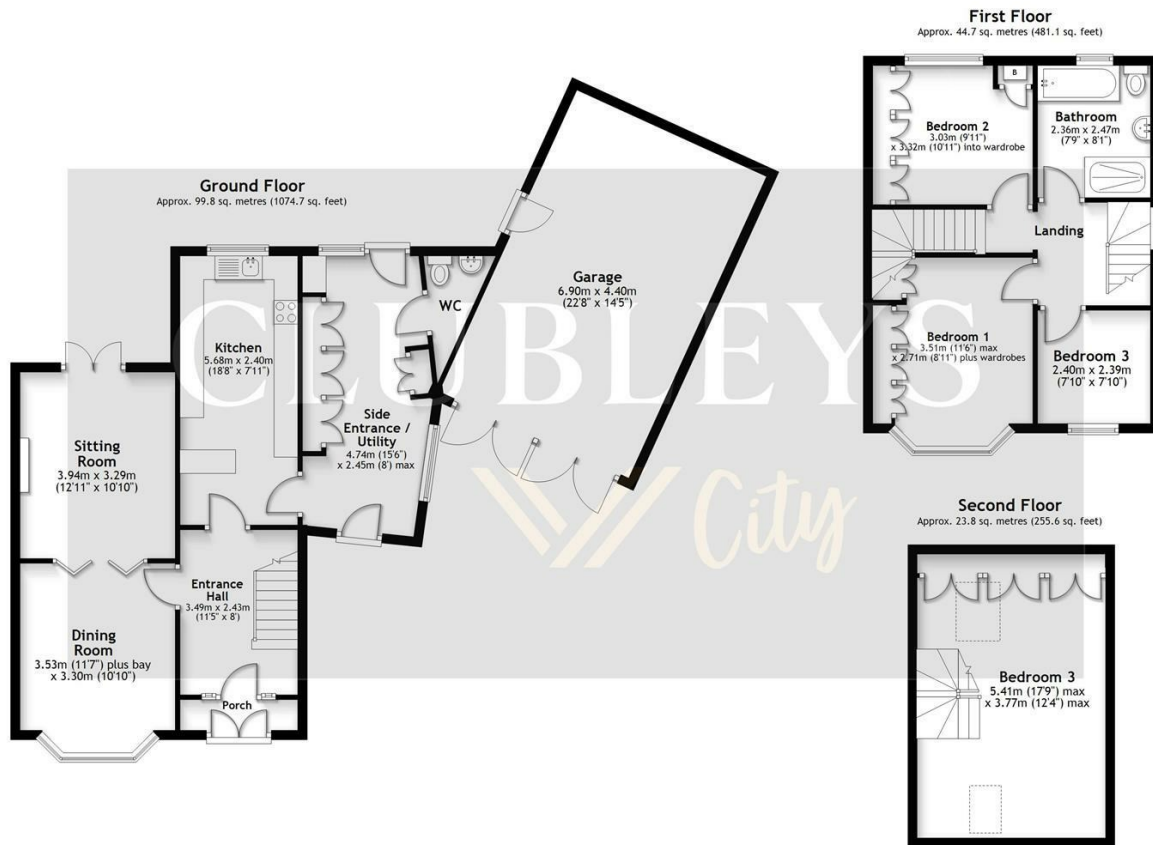 First Floor
Approx. 44.7 sq. metres (481.1 sq. feet)
B
Bedroom 2
3.03m (9'11")
x 3.32m (10'11") into wardrobe
Bathroom
2.36m x 2.47m
(7'9" x 8'1")
Landing
Bedroom 1
3.51m (11'6") max
x 2.71m (8'11") plus wardrobes
Bedroom 3
2.40m x 2.39m
(7'10" x 7'10")
Ground Floor
Approx. 99.8 sq. metres (1074.7 sq. feet)
Garage
6.90m x 4.40m
(22'8" x 14'5")
WC
Kitchen
5.68m x 2.40m
(18'8" x 7'11")
Side
Entrance /
Utility
4.74m (15'6")
x 2.45m (8') max
Sitting
Room
3.94m x 3.29m
(12'11" x 10'10")
Entrance
Hall
3.49m x 2.43m
(11'5" x 8')
Dining
Room
3.53m (11'7") plus bay
x 3.30m (10'10")
Porch
CLUBLEYS
City
Second Floor
Approx. 23.8 sq. metres (255.6 sq. feet)
Bedroom 3
5.41m (17'9") max
x 3.77m (12'4") max